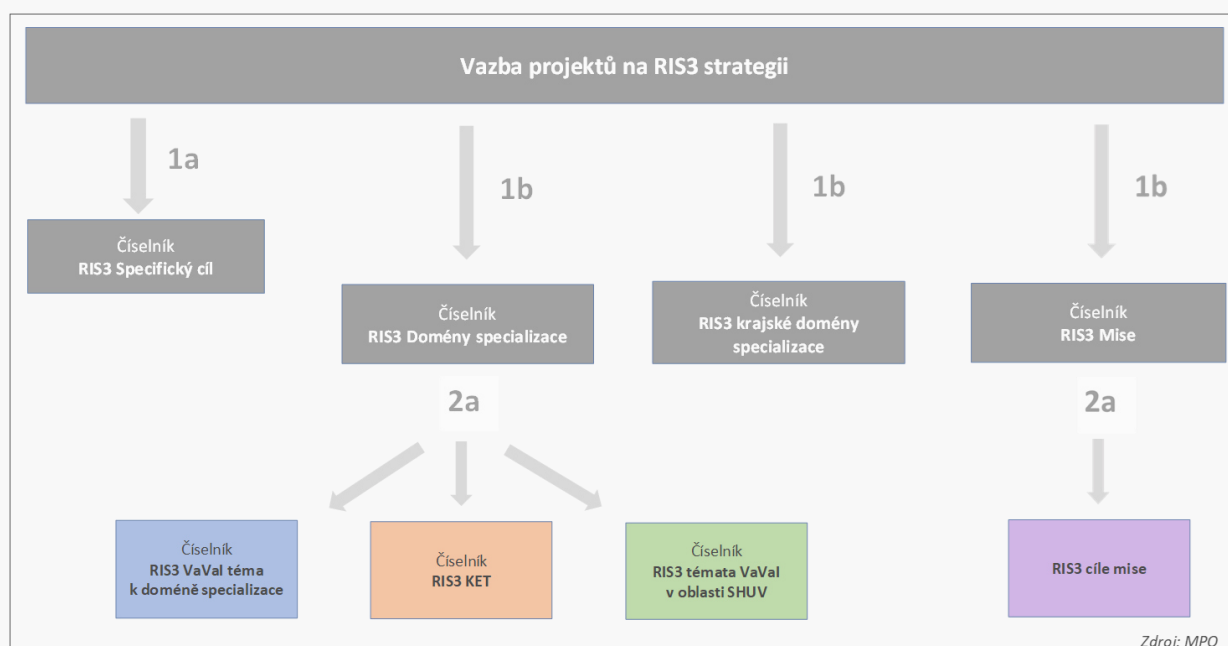 Vazba projektů na RIS3 strategii
1a
1b
1b
1b
Číselník
RIS3 Specifický cíl
Číselník
RIS3 Domény specializace
Číselník
RIS3 krajské domény
specializace
Číselník
RIS3 Mise
2a
2a
Číselník
RIS3 VaVaI téma
k doméně specializace
Číselník
RIS3 KET
Číselník
RIS3 témata VaVaI
v oblasti SHUV
RIS3 cíle mise
Zdroj: MPO